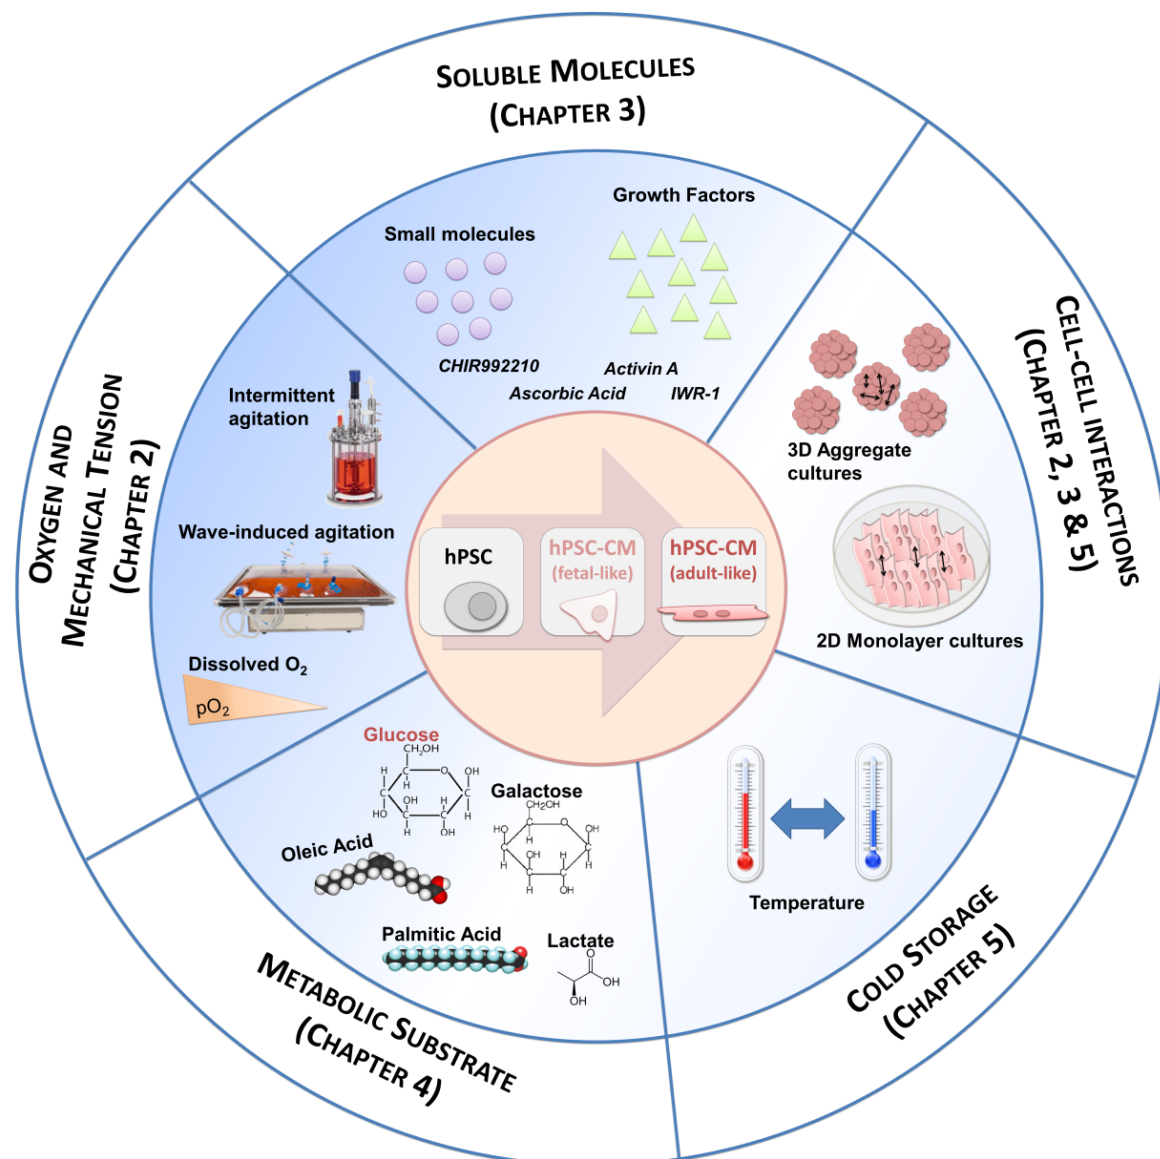 SOLUBLE MOLECULES
(CHAPTER 3)
Growth Factors
Small molecules
CHIR992210
Activin A
Ascorbic Acid
IWR-1
CELL-CELL INTERACTIONS
(CHAPTER 2, 3 & 5)
3D Aggregate
cultures
2D Monolayer cultures
OXYGEN AND
MECHANICAL TENSION
(CHAPTER 2)
Intermittent
agitation
Wave-induced agitation
Dissolved O₂
pO₂
hPSC
hPSC-CM
(fetal-like)
hPSC-CM
(adult-like)
Glucose
CH₂OH
H
C
O
OH
H
C
C
H
OH
H
HO
C
C
H
H
OH
Galactose
CH₂OH
HO
C
O
OH
H
C
C
OH
H
H
C
C
H
H
OH
Oleic Acid
Palmitic Acid
Lactate
O
OH
OH
Temperature
COLD STORAGE
(CHAPTER 5)
METABOLIC SUBSTRATE
(CHAPTER 4)